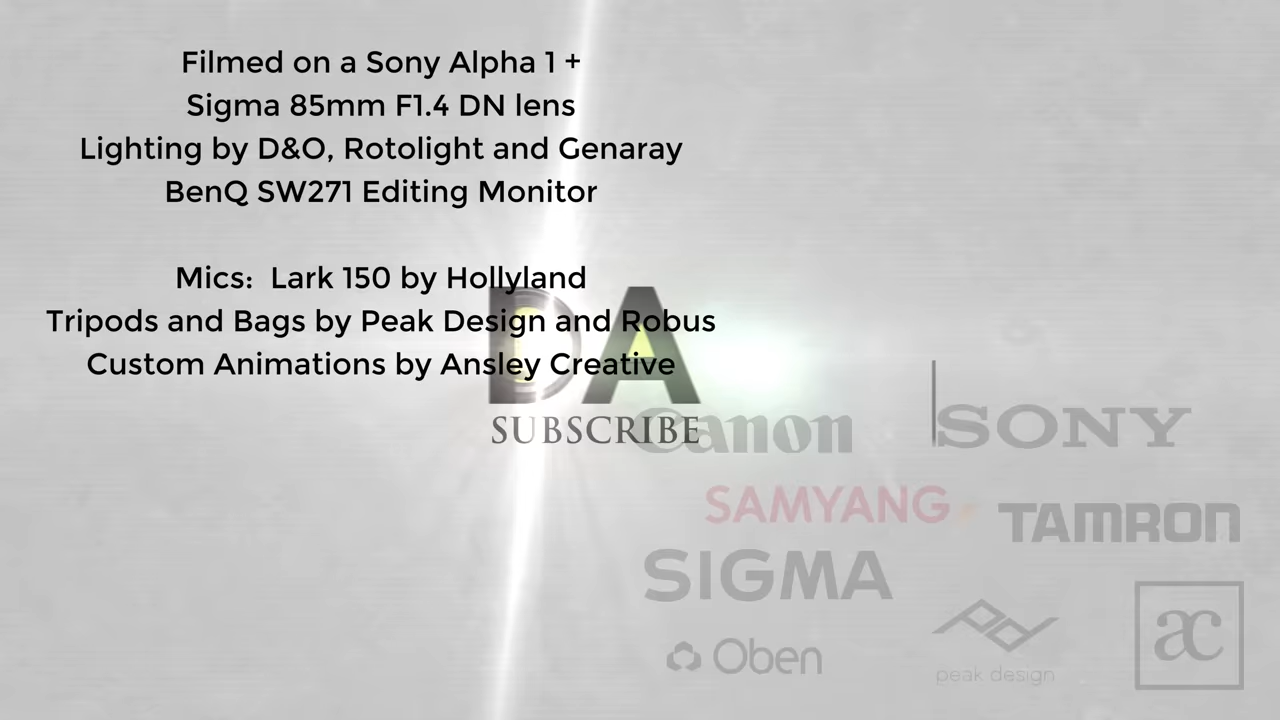 Filmed on a Sony Alpha 1 +
Sigma 85mm F1.4 DN lens
Lighting by D&O, Rotolight and Genaray
BenQ SW271 Editing Monitor
Mics:  Lark 150 by Hollyland
Tripods and Bags by Peak Design and Robus
Custom Animations by Ansley Creative
DA
SUBSCRIBE
Canon
SONY
SAMYANG
TAMRON
SIGMA
Oben
peak design
ac